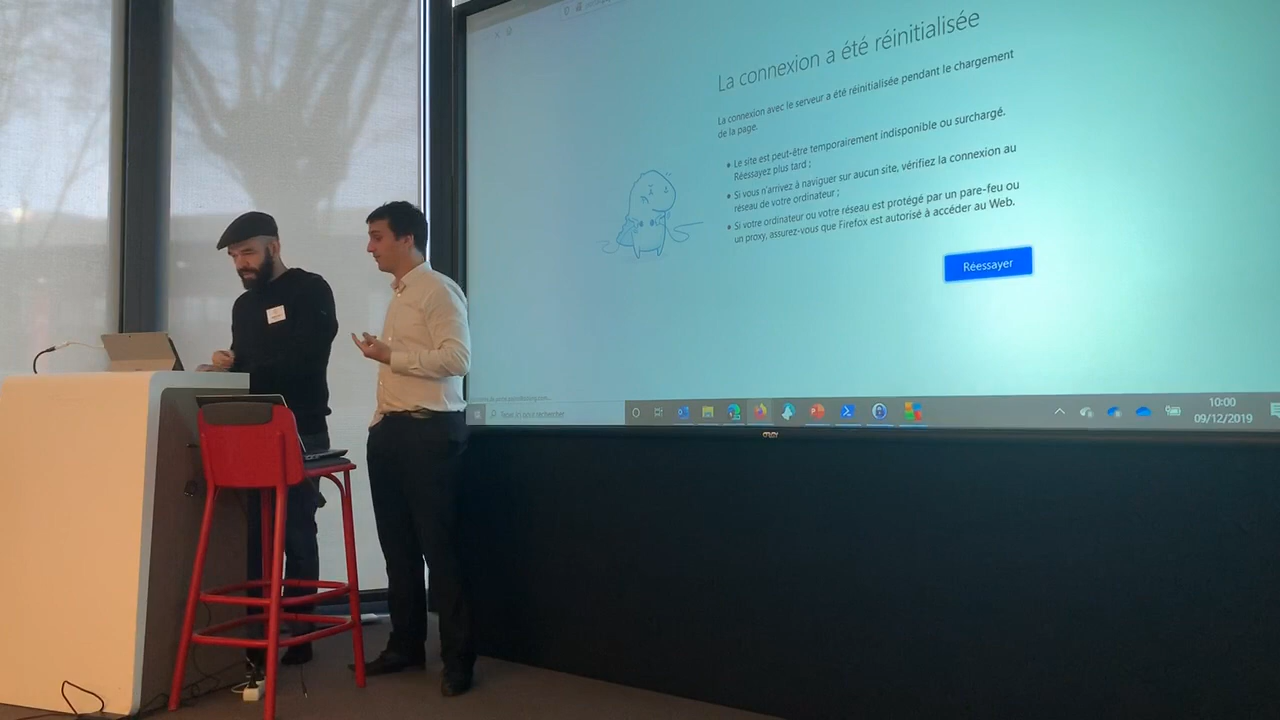 La connexion a été réinitialisée
La connexion avec le serveur a été réinitialisée pendant le chargement
de la page.
• Le site est peut-être temporairement indisponible ou surchargé.
Réessayez plus tard ;
• Si vous n'arrivez à naviguer sur aucun site, vérifiez la connexion au
réseau de votre ordinateur ;
• Si votre ordinateur ou votre réseau est protégé par un pare-feu ou
un proxy, assurez-vous que Firefox est autorisé à accéder au Web.
Réessayer
Taper ici pour rechercher
10:00
09/12/2019